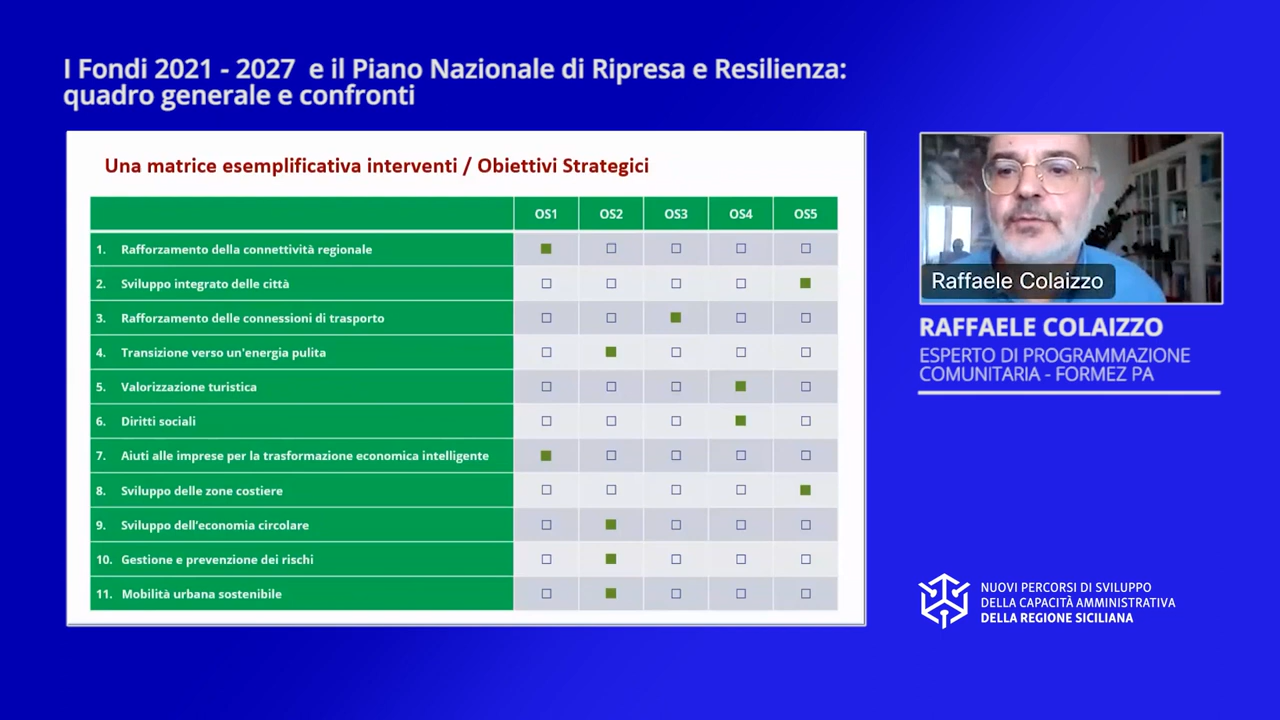 I Fondi 2021 - 2027 e il Piano Nazionale di Ripresa e Resilienza:
quadro generale e confronti
Una matrice esemplificativa interventi / Obiettivi Strategici
OS1 OS2 OS3 OS4 OS5
1. Rafforzamento della connettività regionale
2. Sviluppo integrato delle città
3. Rafforzamento delle connessioni di trasporto
4. Transizione verso un'energia pulita
5. Valorizzazione turistica
6. Diritti sociali
7. Aiuti alle imprese per la trasformazione economica intelligente
8. Sviluppo delle zone costiere
9. Sviluppo dell'economia circolare
10. Gestione e prevenzione dei rischi
11. Mobilità urbana sostenibile
Raffaele Colaizzo
RAFFAELE COLAIZZO
ESPERTO DI PROGRAMMAZIONE
COMUNITARIA - FORMEZ PA
NUOVI PERCORSI DI SVILUPPO
DELLA CAPACITÀ AMMINISTRATIVA
DELLA REGIONE SICILIANA